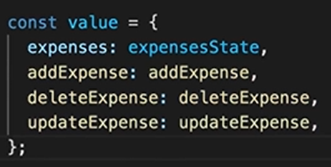 const value = {
  expenses: expensesState,
  addExpense: addExpense,
  deleteExpense: deleteExpense,
  updateExpense: updateExpense,
};